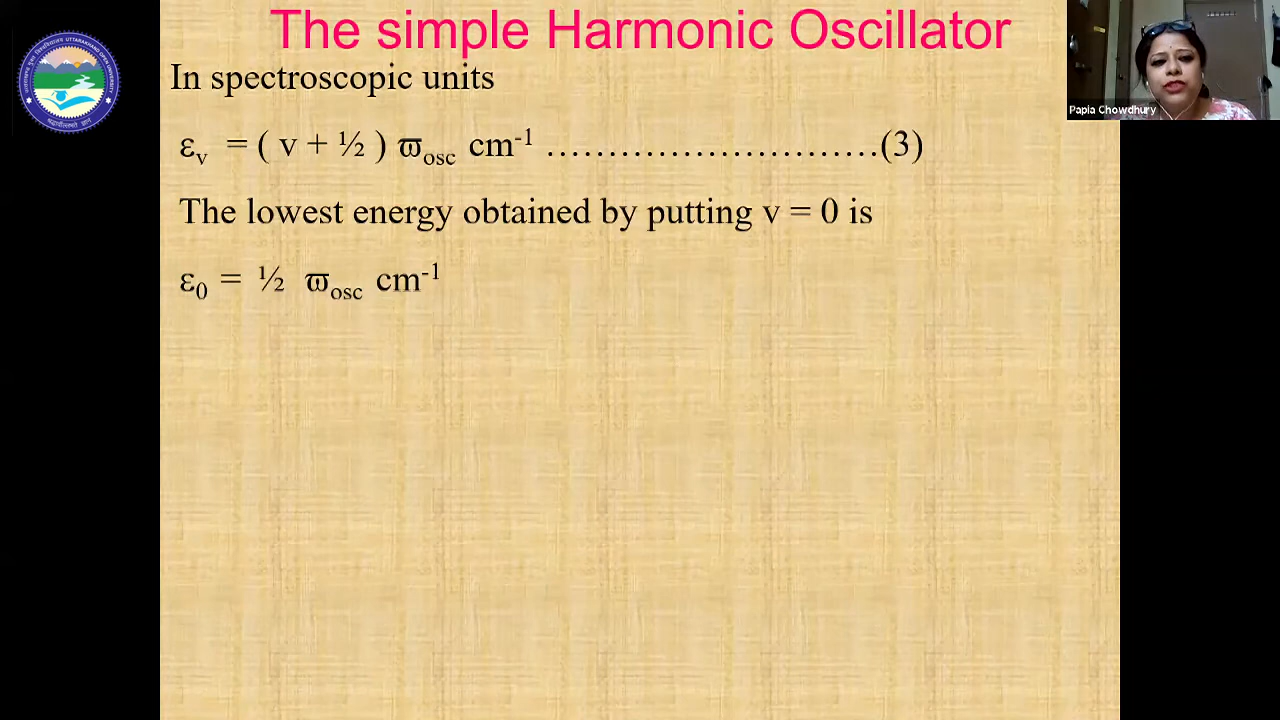 The simple Harmonic Oscillator
Papia Chowdhury
In spectroscopic units
εv = ( v + ½ ) ϖosc cm-1 ...........................(3)
The lowest energy obtained by putting v = 0 is
ε0 = ½ ϖosc cm-1